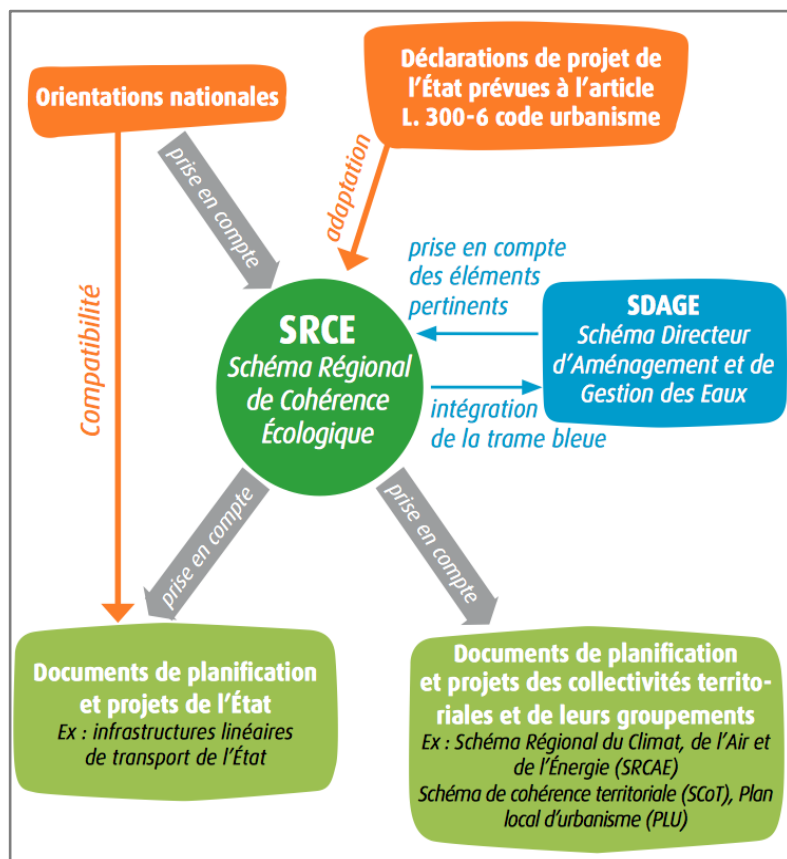 Orientations nationales
Déclarations de projet de
l'État prévues à l'article
L. 300-6 code urbanisme
prise en compte
adaptation
Compatibilité
prise en compte
des éléments
pertinents
SRCE
Schéma Régional
de Cohérence
Écologique
SDAGE
Schéma Directeur
d'Aménagement et de
Gestion des Eaux
intégration
de la trame bleue
prise en compte
prise en compte
Documents de planification
et projets de l'État
Ex : infrastructures linéaires
de transport de l'État
Documents de planification
et projets des collectivités territo-
riales et de leurs groupements
Ex : Schéma Régional du Climat, de l'Air et
de l'Énergie (SRCAE)
Schéma de cohérence territoriale (SCoT), Plan
local d'urbanisme (PLU)